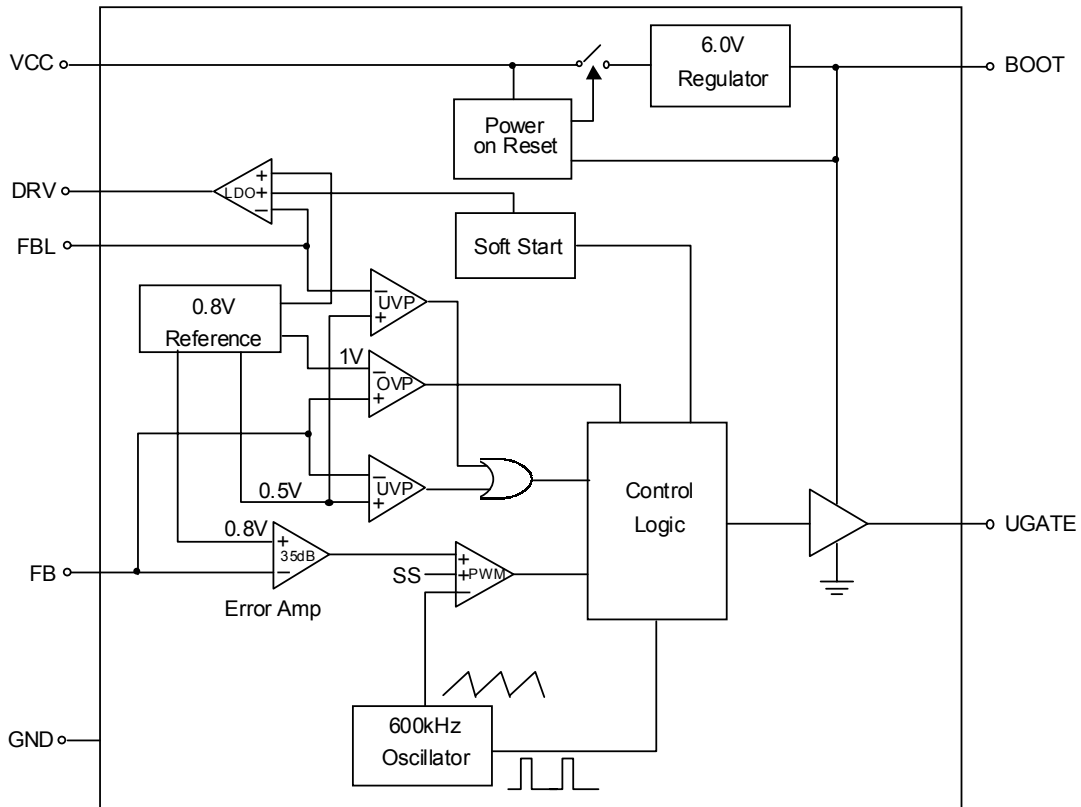 VCC
6.0V
Regulator
BOOT
Power
on Reset
DRV
+
LDO+
−
FBL
Soft Start
0.8V
Reference
−
UVP
+
1V
−
OVP
+
−
UVP
+
0.5V
Control
Logic
UGATE
0.8V
+
35dB
−
Error Amp
FB
+
SS
+PWM
−
600kHz
Oscillator
GND